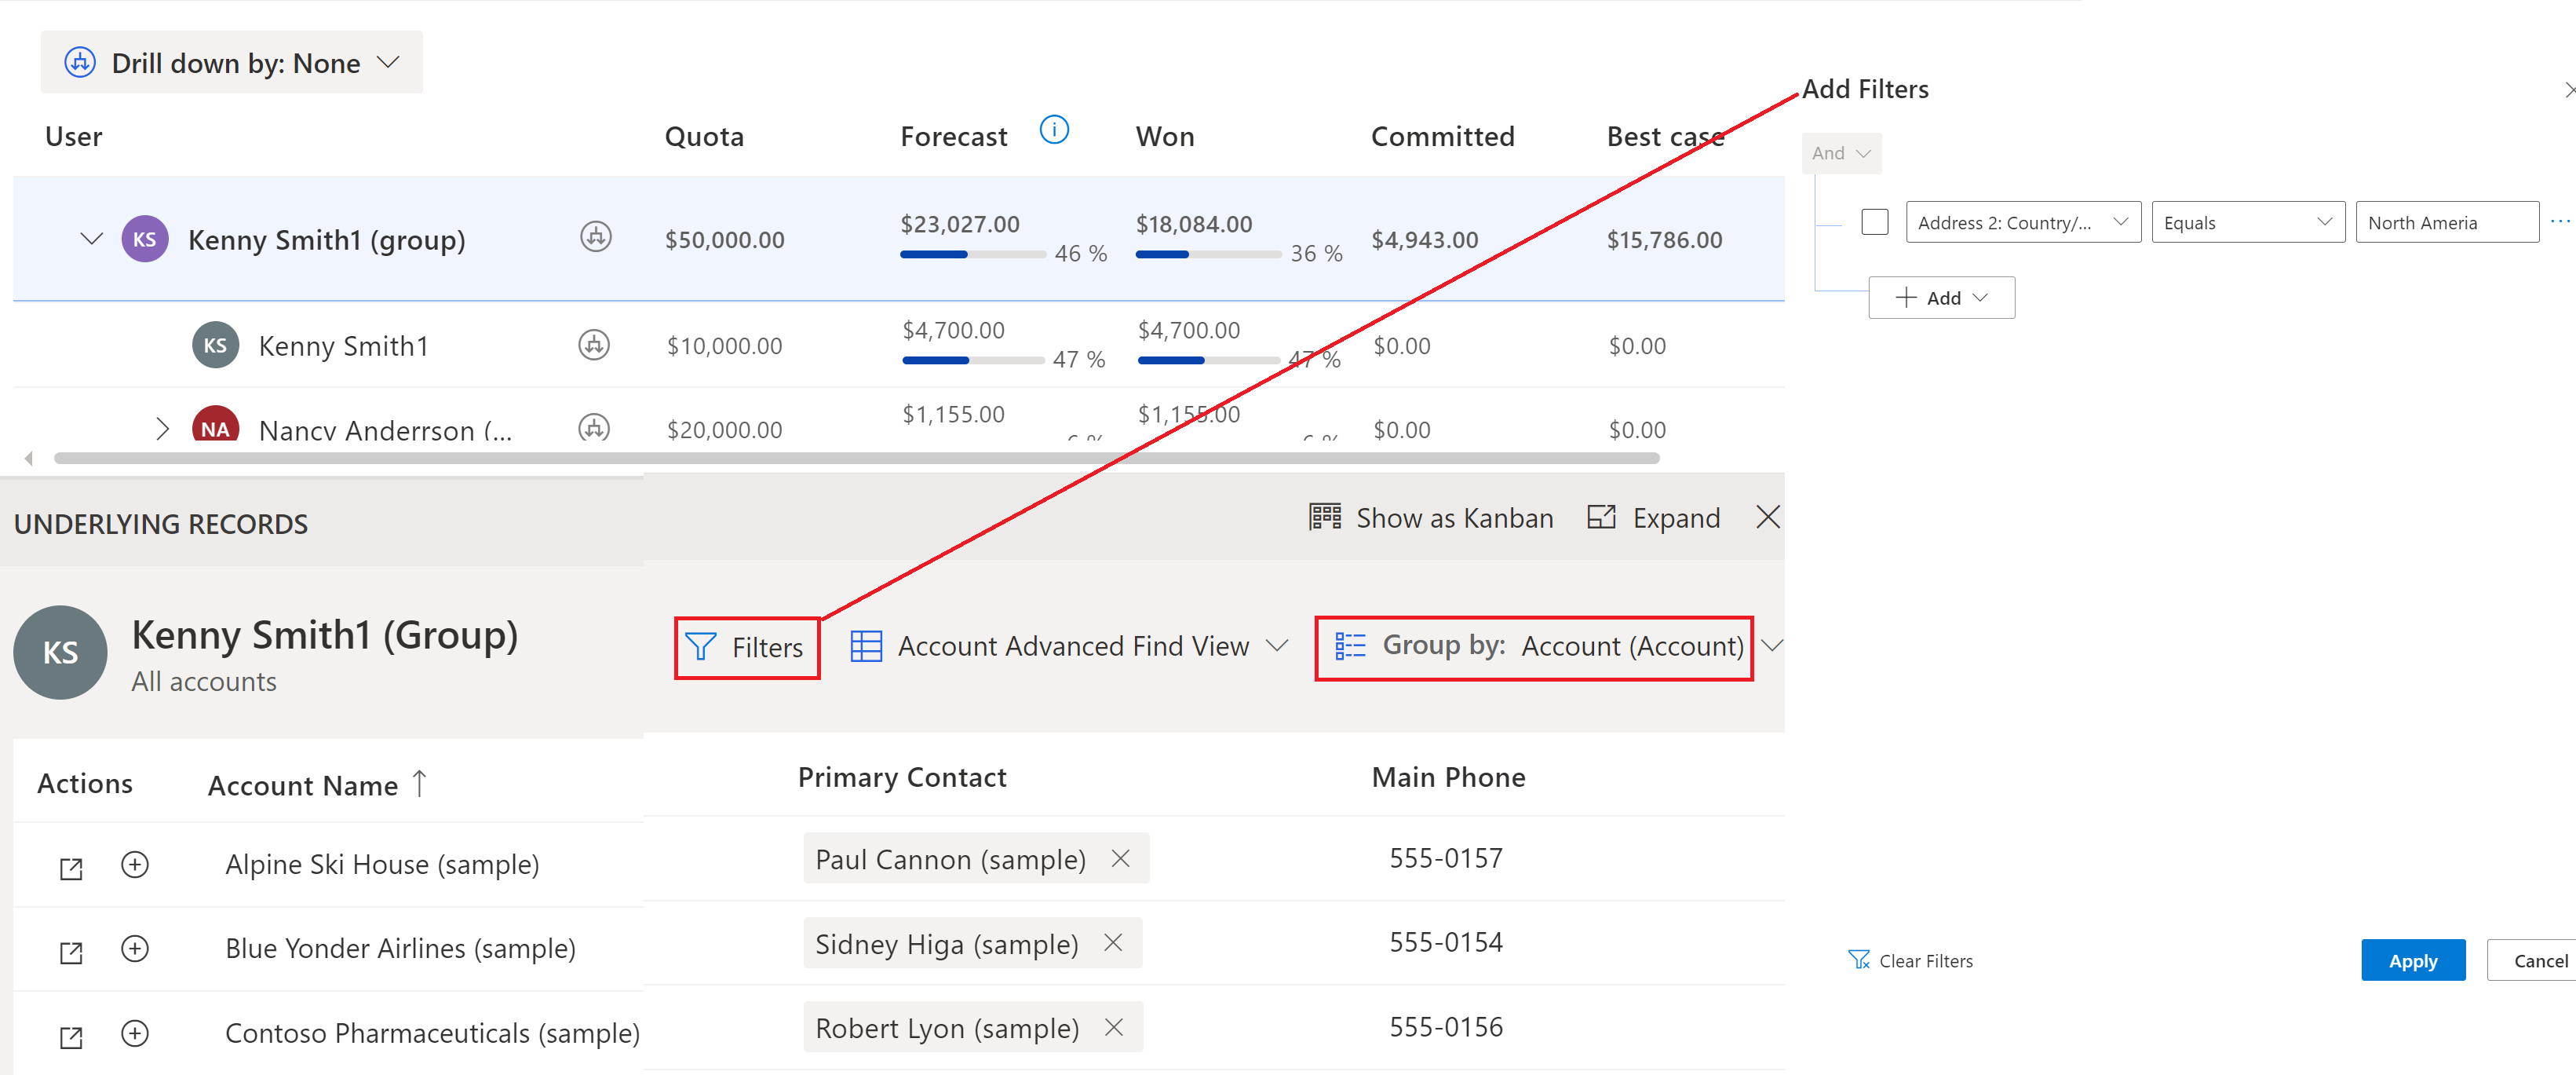 Drill down by: None
User Quota Forecast Won Committed Best case
KS Kenny Smith1 (group) $50,000.00 $23,027.00 46 % $18,084.00 36 % $4,943.00 $15,786.00
KS Kenny Smith1 $10,000.00 $4,700.00 47 % $4,700.00 47 % $0.00 $0.00
NA Nancy Anderrson (... $20,000.00 $1,155.00 6 % $1,155.00 6 % $0.00 $0.00
UNDERLYING RECORDS Show as Kanban Expand
KS Kenny Smith1 (Group)
All accounts
Filters Account Advanced Find View Group by: Account (Account)
Actions Account Name Primary Contact Main Phone
Alpine Ski House (sample) Paul Cannon (sample) 555-0157
Blue Yonder Airlines (sample) Sidney Higa (sample) 555-0154
Contoso Pharmaceuticals (sample) Robert Lyon (sample) 555-0156
Add Filters
And
Address 2: Country/... Equals North Ameria ...
Add
Clear Filters Apply Cancel